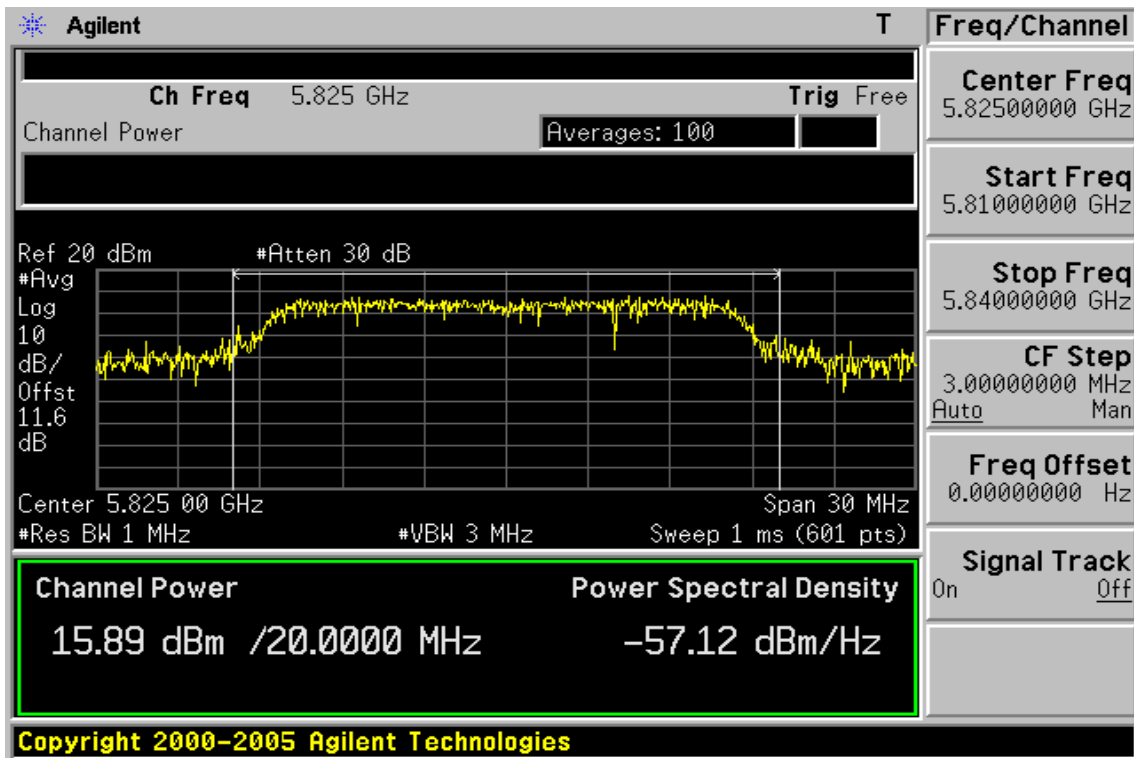 Agilent
T
Freq/Channel
Ch Freq 5.825 GHz
Trig Free
Channel Power
Averages: 100
Center Freq
5.82500000 GHz
Start Freq
5.81000000 GHz
Stop Freq
5.84000000 GHz
CF Step
3.00000000 MHz
Auto Man
Freq Offset
0.00000000 Hz
Signal Track
On Off
Ref 20 dBm #Atten 30 dB
#Avg
Log
10
dB/
Offst
11.6
dB
Center 5.825 00 GHz Span 30 MHz
#Res BW 1 MHz #VBW 3 MHz Sweep 1 ms (601 pts)
Channel Power Power Spectral Density
15.89 dBm /20.0000 MHz -57.12 dBm/Hz
Copyright 2000-2005 Agilent Technologies